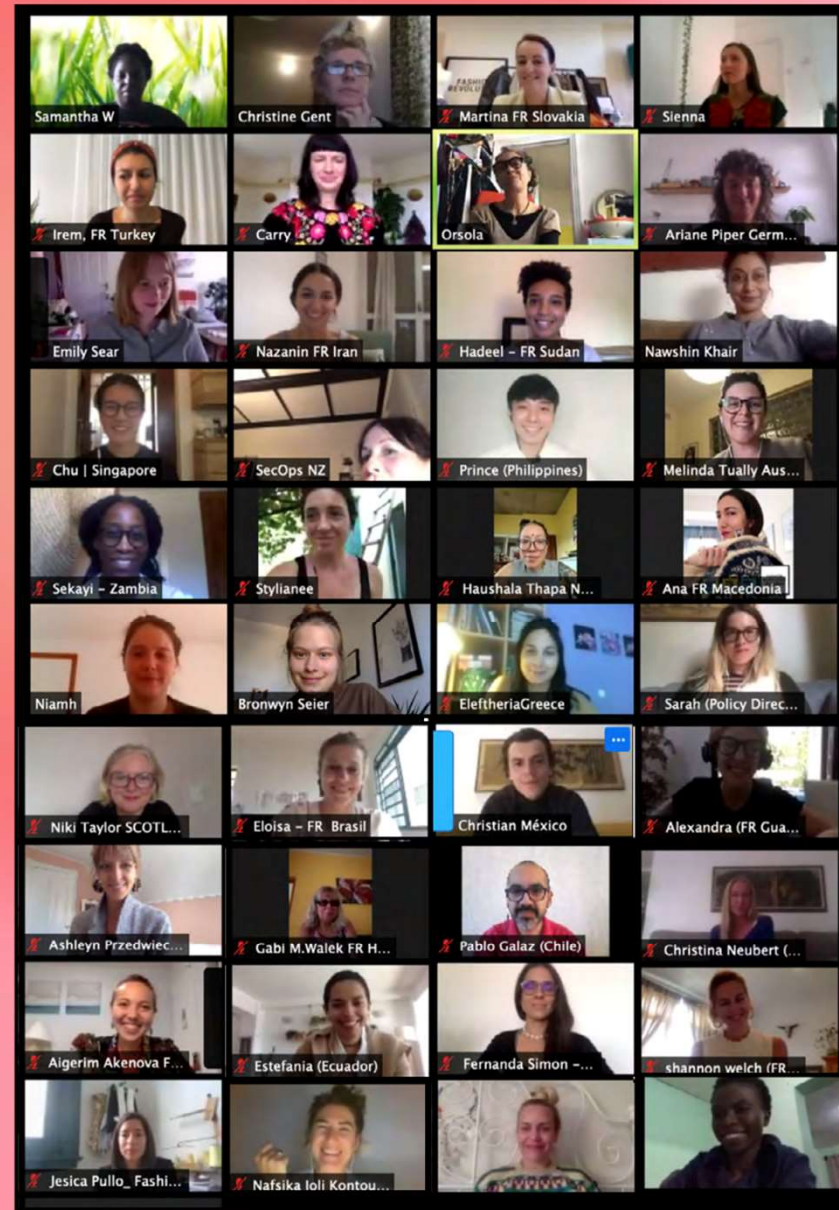 Samantha W
Christine Gent
FASHIO
REVOLU
Martina FR Slovakia
Sienna
Irem, FR Turkey
Carry
Orsola
Ariane Piper Germ...
Emily Sear
Nazanin FR Iran
Hadeel – FR Sudan
Nawshin Khair
Chu | Singapore
SecOps NZ
Prince (Philippines)
Melinda Tually Aus...
Sekayi – Zambia
Stylianee
Haushala Thapa N...
Ana FR Macedonia
Niamh
Bronwyn Seier
EleftheriaGreece
Sarah (Policy Direc...
Niki Taylor SCOTL...
Eloisa – FR Brasil
Christian México
Alexandra (FR Gua...
Ashleyn Przedwiec...
Gabi M.Walek FR H...
Pablo Galaz (Chile)
Christina Neubert (...
Aigerim Akenova F...
Estefania (Ecuador)
Fernanda Simon –...
shannon welch (FR...
Jesica Pullo_ Fashi...
Nafsika Ioli Kontou...